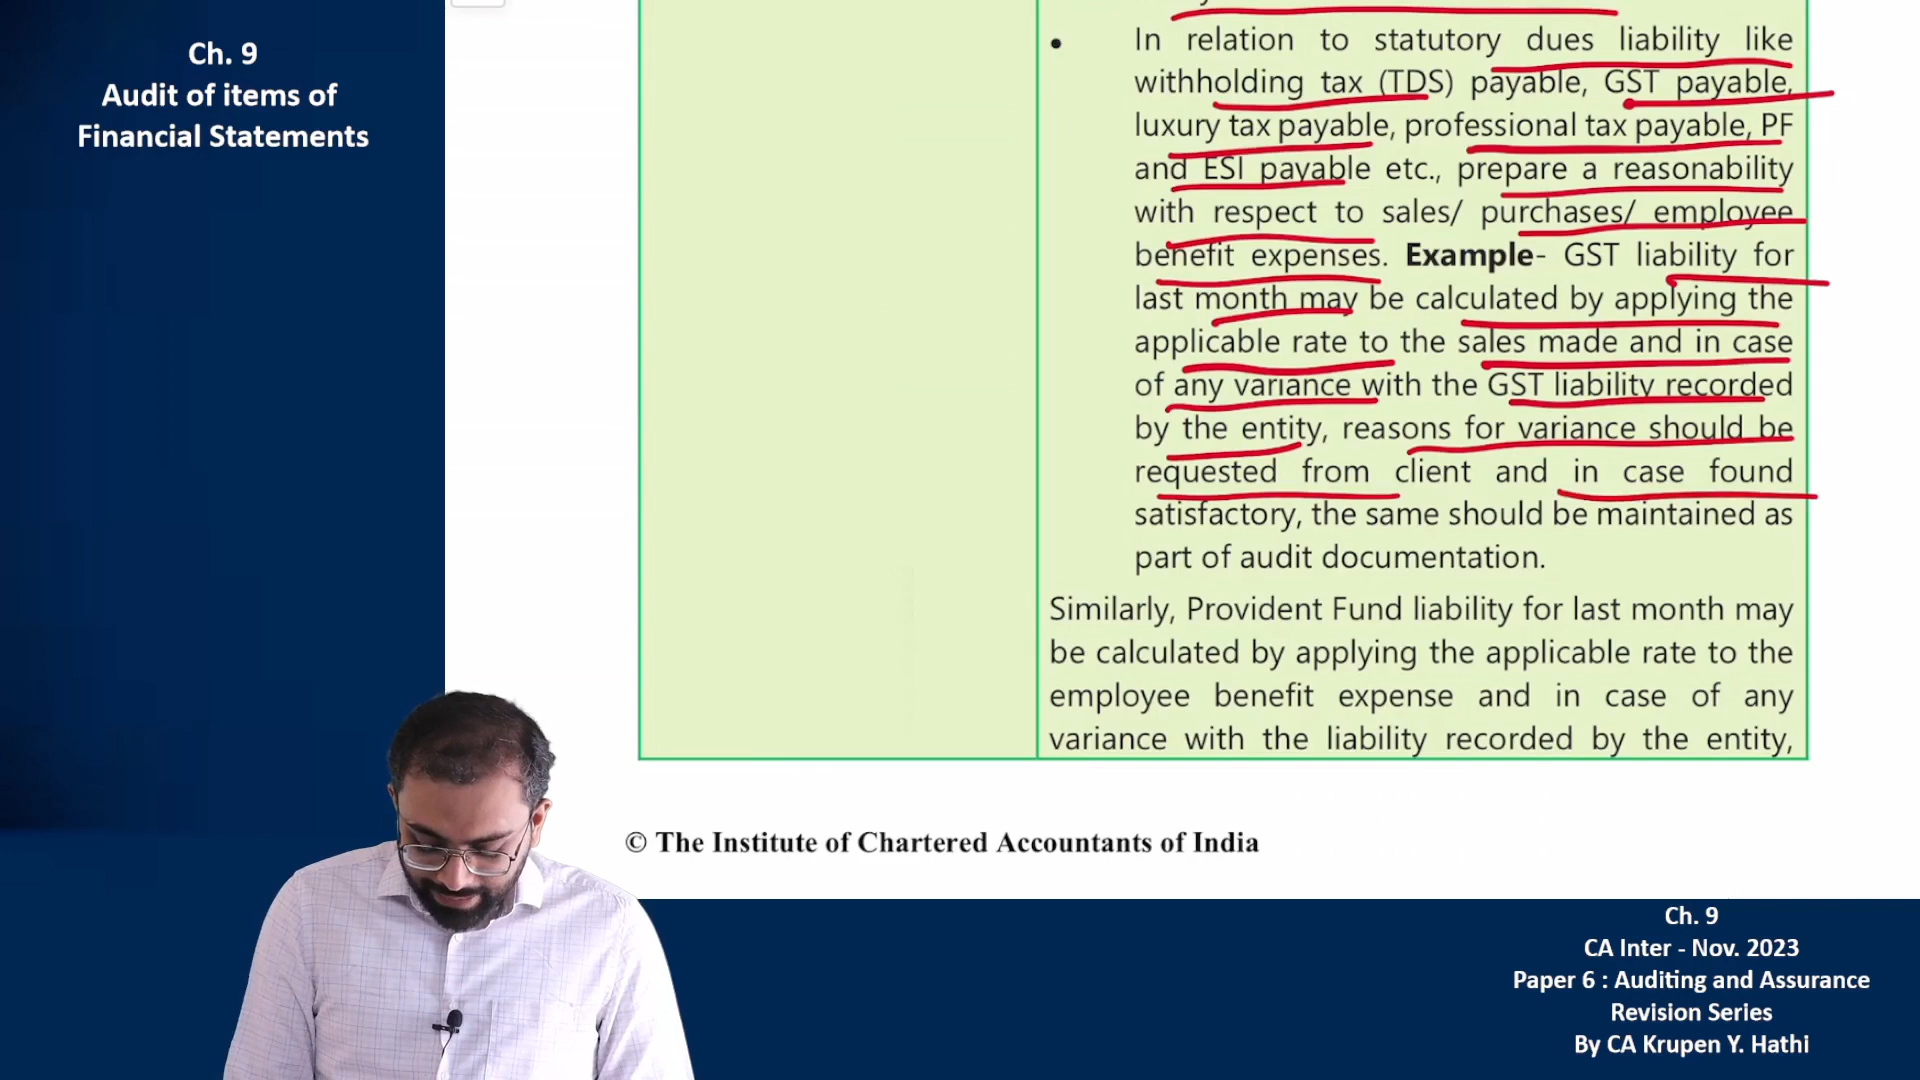 Ch. 9
Audit of items of
Financial Statements
• In relation to statutory dues liability like
withholding tax (TDS) payable, GST payable,
luxury tax payable, professional tax payable, PF
and ESI payable etc., prepare a reasonability
with respect to sales/ purchases/ employee
benefit expenses. Example- GST liability for
last month may be calculated by applying the
applicable rate to the sales made and in case
of any variance with the GST liability recorded
by the entity, reasons for variance should be
requested from client and in case found
satisfactory, the same should be maintained as
part of audit documentation.
Similarly, Provident Fund liability for last month may
be calculated by applying the applicable rate to the
employee benefit expense and in case of any
variance with the liability recorded by the entity,
© The Institute of Chartered Accountants of India
Ch. 9
CA Inter - Nov. 2023
Paper 6 : Auditing and Assurance
Revision Series
By CA Krupen Y. Hathi